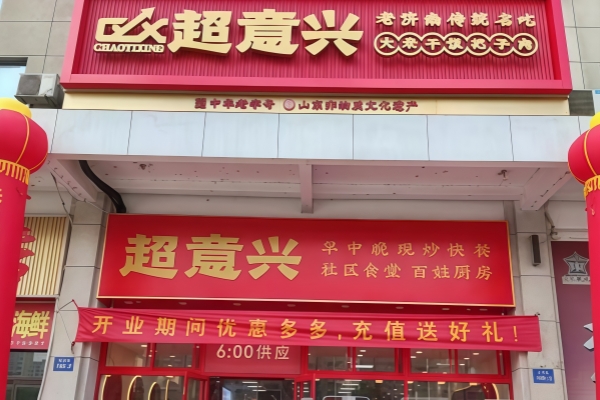 超意兴
CHAOYIXING
老济南传统名吃
大米干饭把子肉
中华老字号 山东非物质文化遗产
超意兴
早中晚现炒快餐
社区食堂 百姓厨房
海鲜
开业期间优惠多多,充值送好礼!
6:00供应